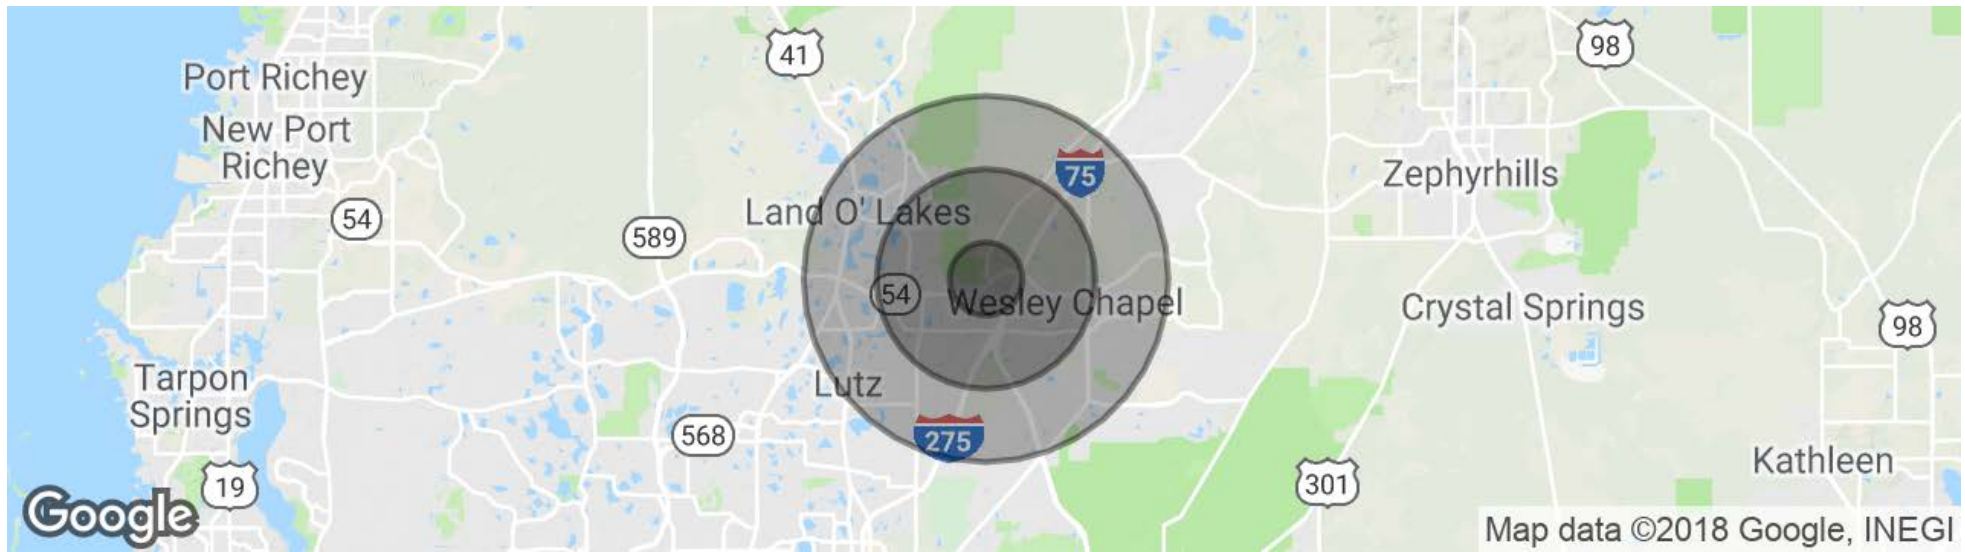 41
98
Port Richey
New Port
Richey
75
Zephyrhills
54
Land O' Lakes
589
54
Wesley Chapel
Crystal Springs
98
Tarpon
Springs
Lutz
568
275
Kathleen
19
301
Google
Map data ©2018 Google, INEGI